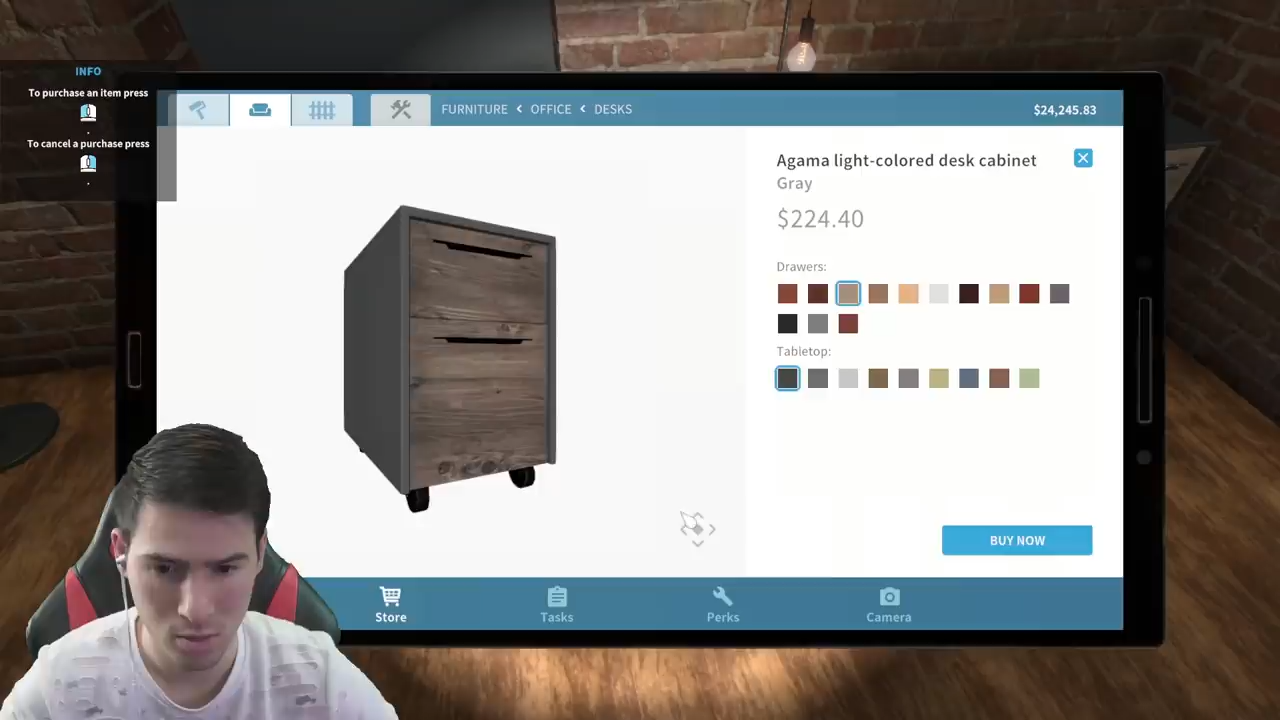 INFO
To purchase an item press
.
To cancel a purchase press
.
FURNITURE < OFFICE < DESKS
$24,245.83
Agama light-colored desk cabinet
Gray
$224.40
Drawers:
Tabletop:
BUY NOW
Store
Tasks
Perks
Camera